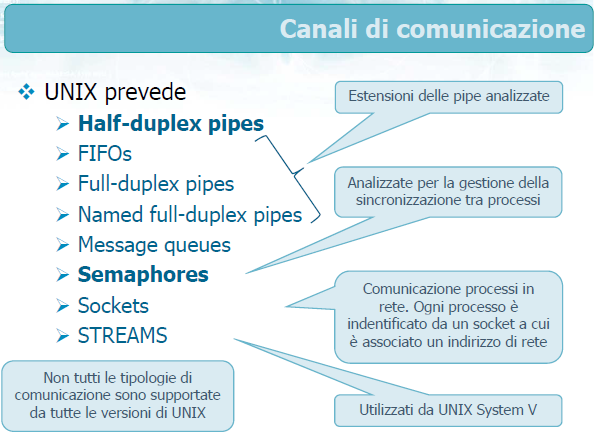 Canali di comunicazione
❖ UNIX prevede
➢ Half-duplex pipes
➢ FIFOs
➢ Full-duplex pipes
➢ Named full-duplex pipes
➢ Message queues
➢ Semaphores
➢ Sockets
➢ STREAMS
Estensioni delle pipe analizzate
Analizzate per la gestione della
sincronizzazione tra processi
Comunicazione processi in
rete. Ogni processo è
indentificato da un socket a cui
è associato un indirizzo di rete
Utilizzati da UNIX System V
Non tutti le tipologie di
comunicazione sono supportate
da tutte le versioni di UNIX